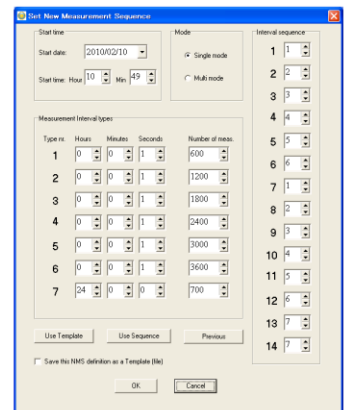 Set New Measurement Sequence
Start time
Start date: 2010/02/10
Start time: Hour 10 Min 49
Mode
Single mode
Multi mode
Measurement Interval types
Type nr. Hours Minutes Seconds Number of meas.
1 0 0 1 600
2 0 0 1 1200
3 0 0 1 1800
4 0 0 1 2400
5 0 0 1 3000
6 0 0 1 3600
7 24 0 0 700
Use Template Use Sequence Previous
Save this NMS definition as a Template (file)
OK Cancel
Interval sequence
1 1
2 2
3 3
4 4
5 5
6 6
7 1
8 2
9 3
10 4
11 5
12 6
13 7
14 7